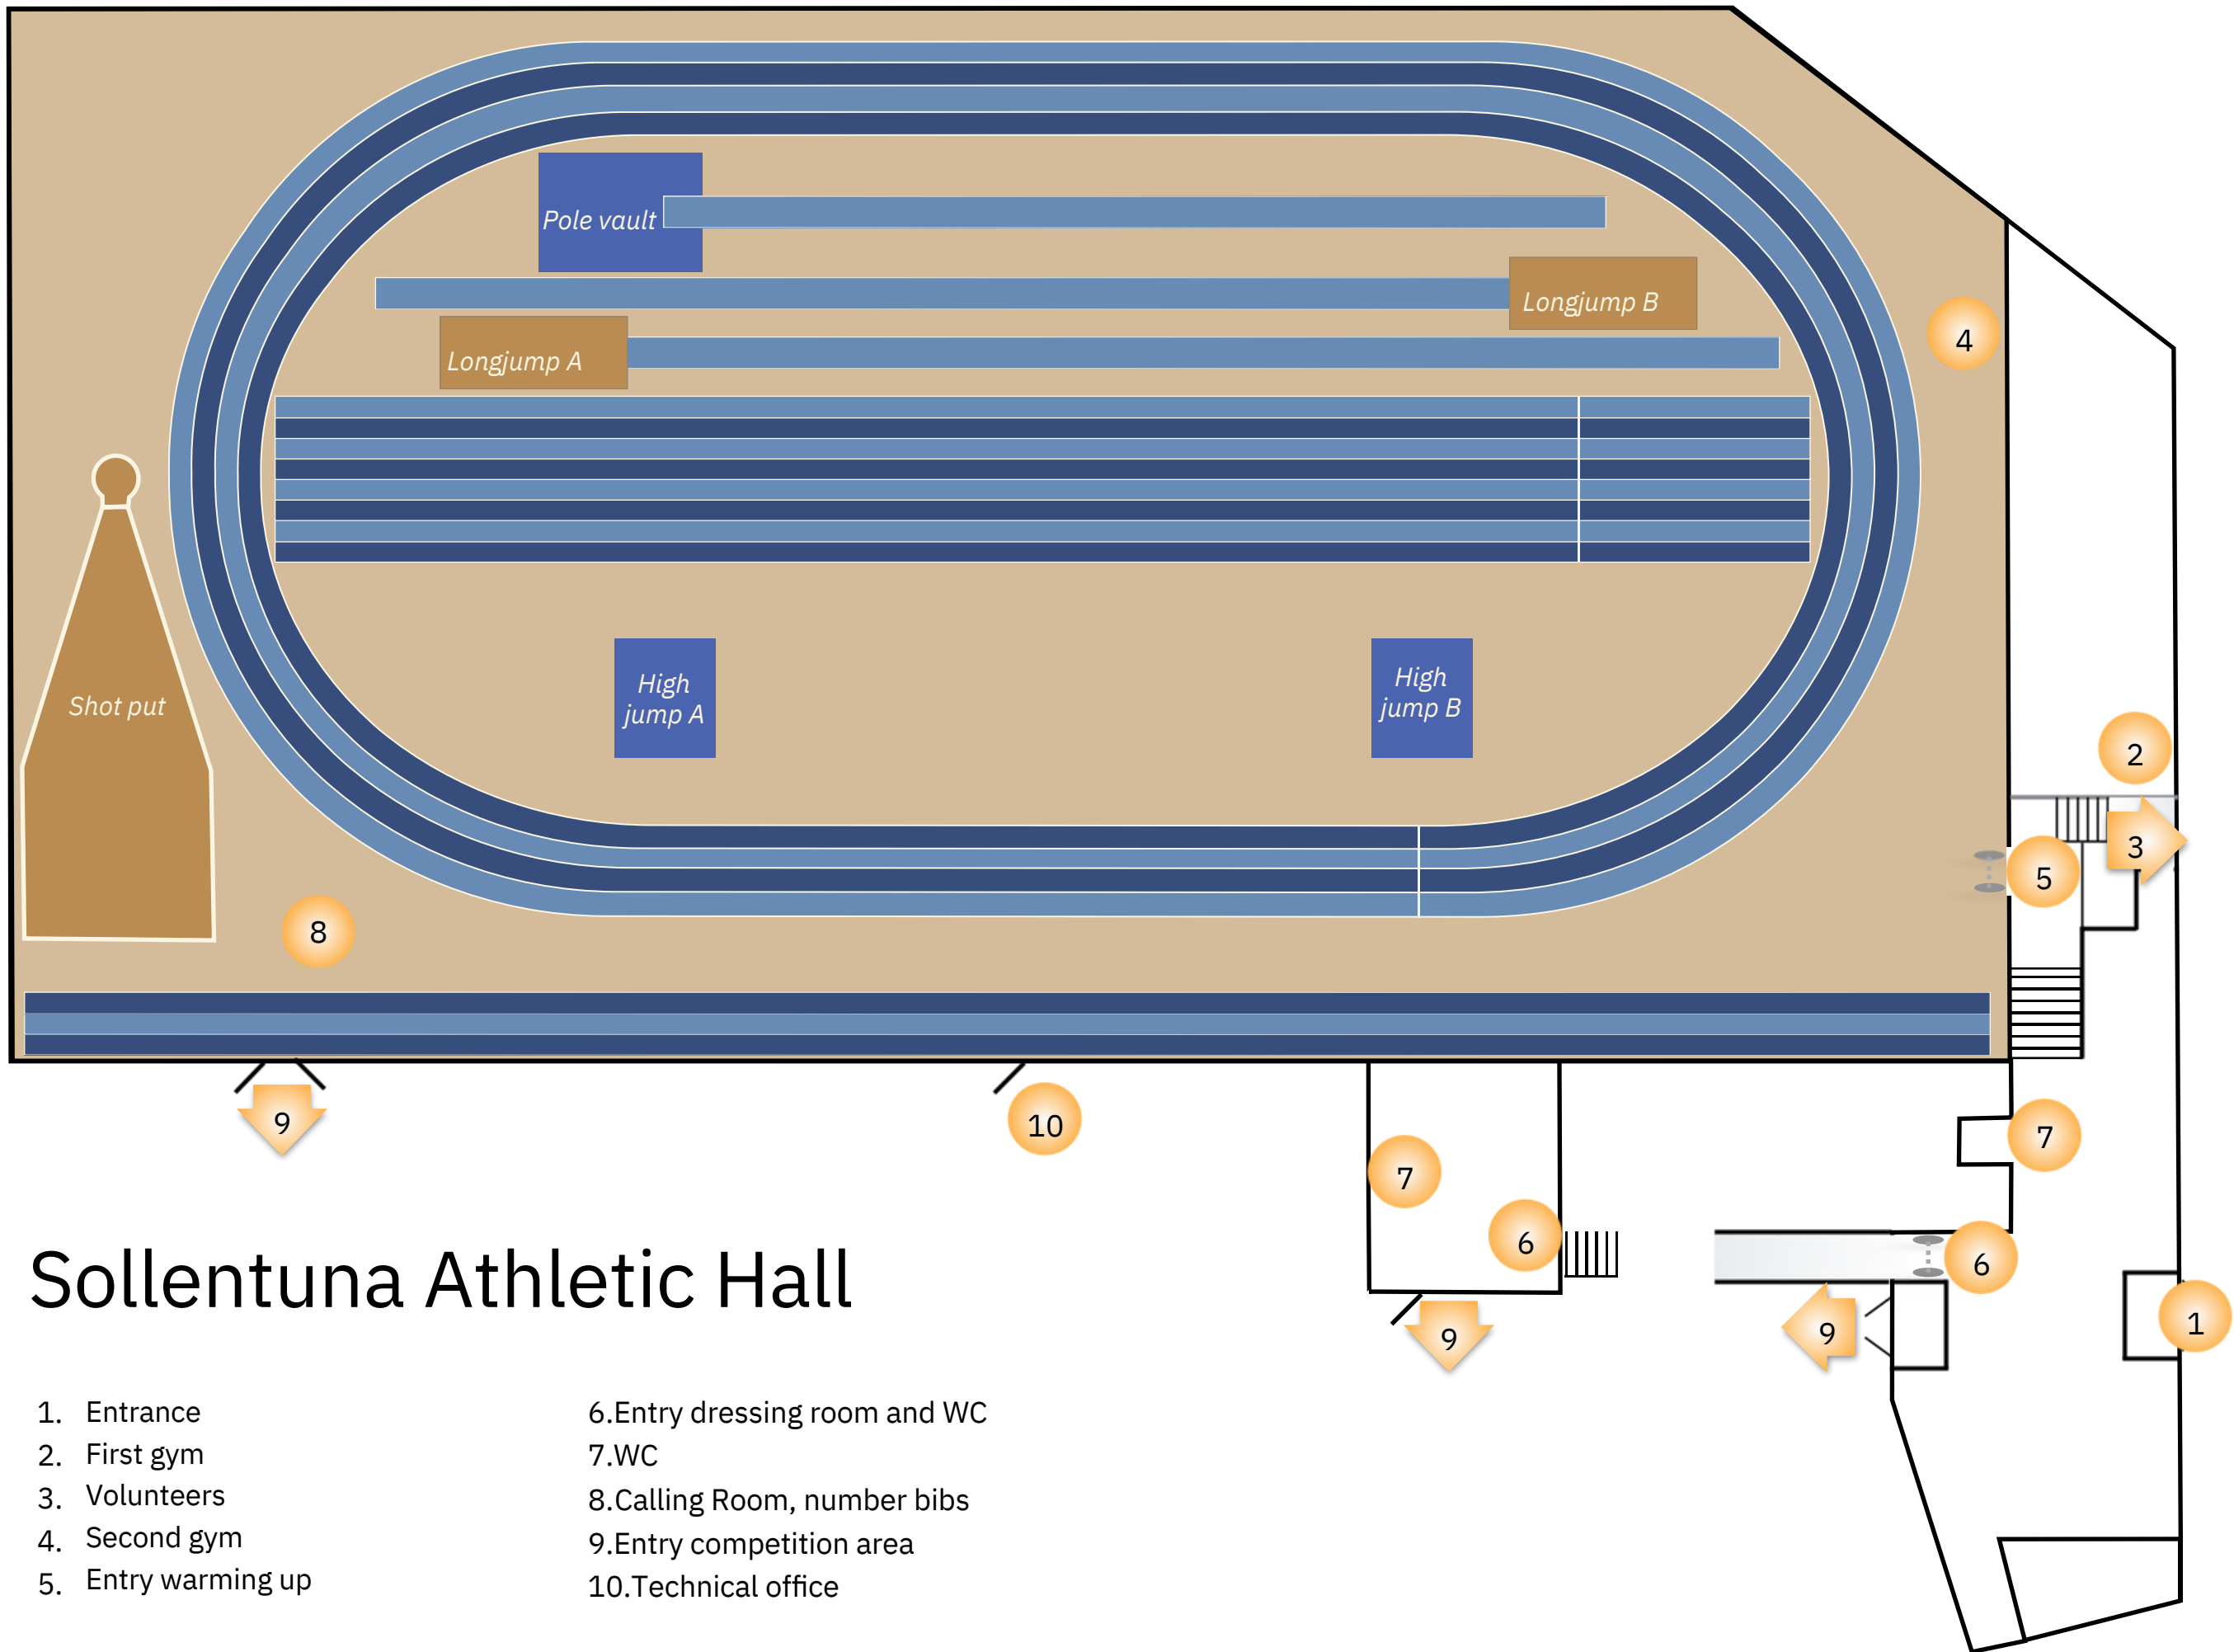 Pole vault
Longjump B
4
Longjump A
High
jump A
High
jump B
Shot put
2
3
5
8
9
10
7
7
6
6
9
9
1
Sollentuna Athletic Hall
1. Entrance
2. First gym
3. Volunteers
4. Second gym
5. Entry warming up
6.Entry dressing room and WC
7.WC
8.Calling Room, number bibs
9.Entry competition area
10.Technical office